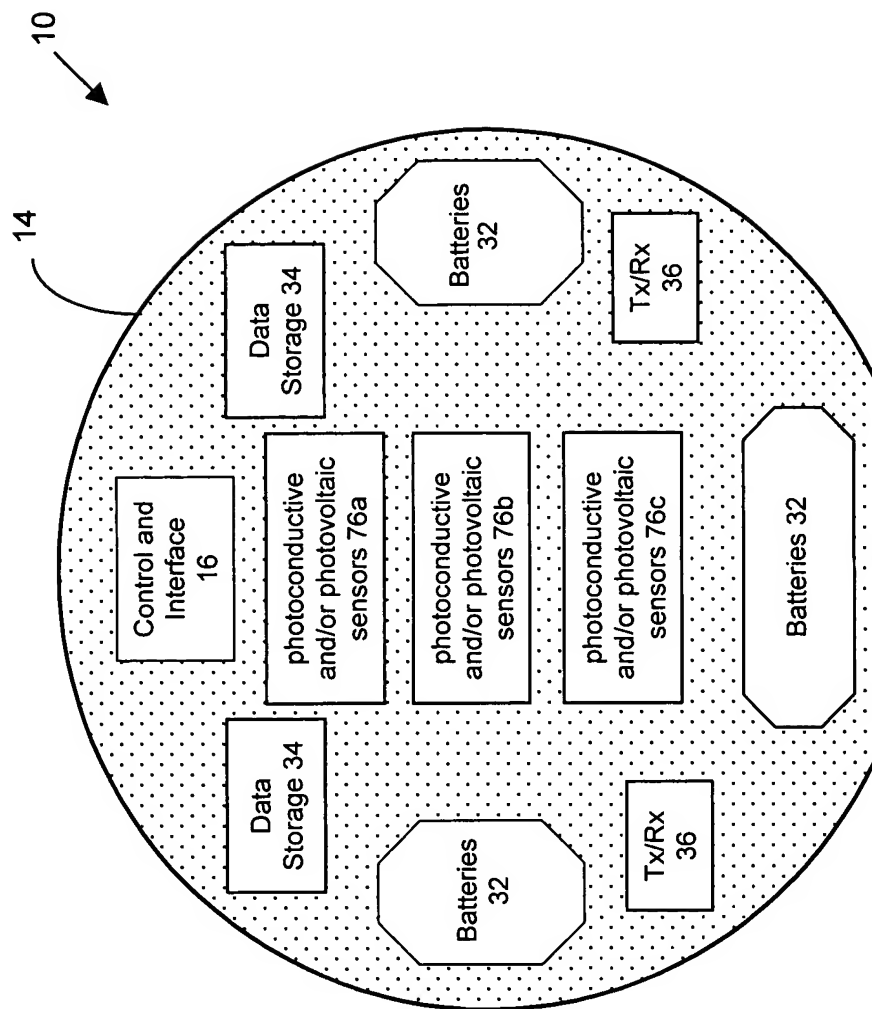 10
14
Control and
Interface
16
Data
Storage 34
Data
Storage 34
photoconductive
and/or photovoltaic
sensors 76a
photoconductive
and/or photovoltaic
sensors 76b
photoconductive
and/or photovoltaic
sensors 76c
Batteries
32
Batteries
32
Tx/Rx
36
Tx/Rx
36
Batteries 32